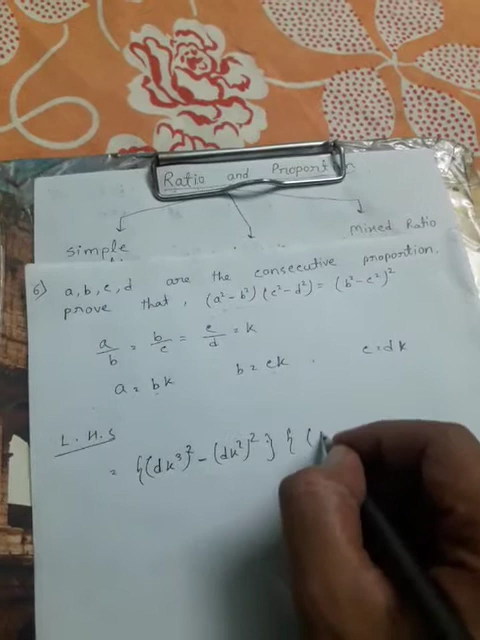 Ratio and Proport
simple
Mixed Ratio
6) a, b, c, d are the consecutive proportion,
prove that, (a²-b²)(c²-d²) = (b²-c²)²
a/b = b/c = c/d = k
a = bk b = ck c = dk
L.H.S
= {(dk³)² - (dk²)²} { (